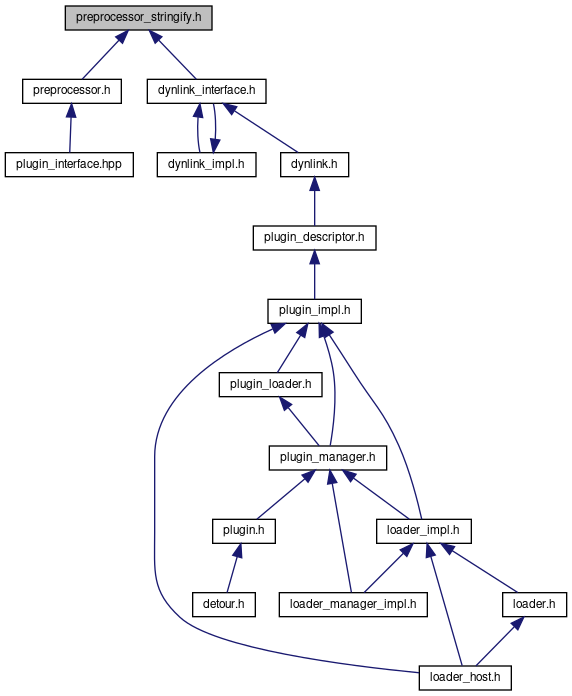 preprocessor_stringify.h
preprocessor.h
dynlink_interface.h
plugin_interface.hpp
dynlink_impl.h
dynlink.h
plugin_descriptor.h
plugin_impl.h
plugin_loader.h
plugin_manager.h
plugin.h
loader_impl.h
detour.h
loader_manager_impl.h
loader.h
loader_host.h